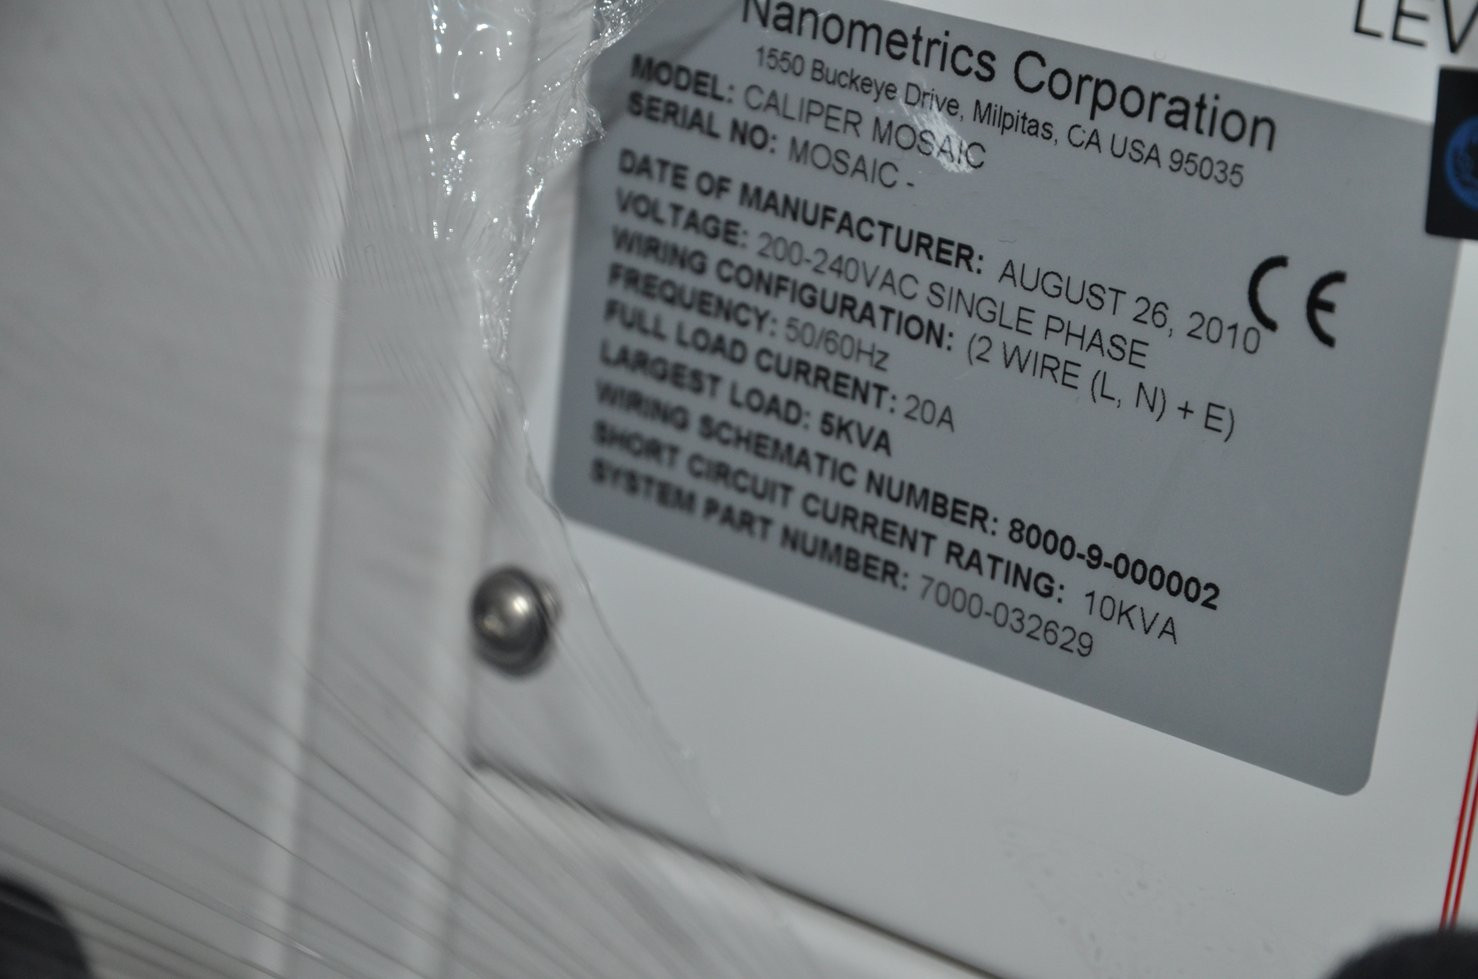 Nanometrics Corporation
1550 Buckeye Drive, Milpitas, CA USA 95035
MODEL: CALIPER MOSAIC
SERIAL NO: MOSAIC -
DATE OF MANUFACTURER: AUGUST 26, 2010
VOLTAGE: 200-240VAC SINGLE PHASE
WIRING CONFIGURATION: (2 WIRE (L, N) + E)
FREQUENCY: 50/60Hz
FULL LOAD CURRENT: 20A
LARGEST LOAD: 5KVA
WIRING SCHEMATIC NUMBER: 8000-9-000002
SHORT CIRCUIT CURRENT RATING: 10KVA
SYSTEM PART NUMBER: 7000-032629
CE
LEV